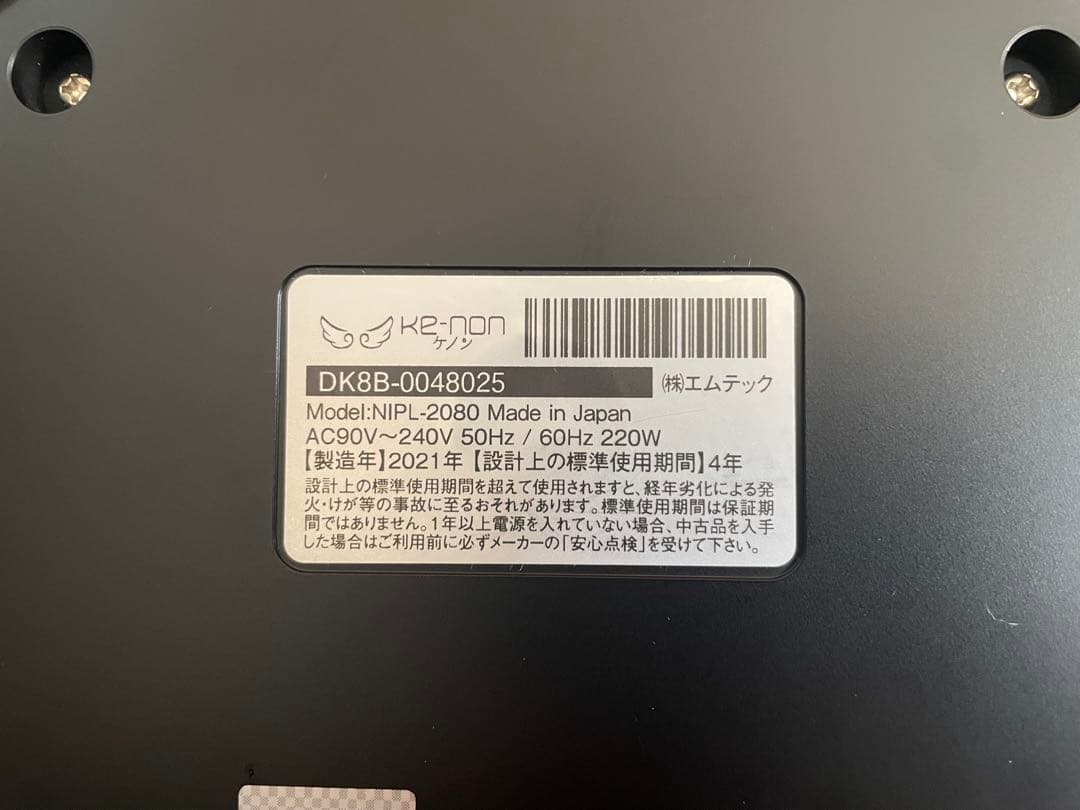 Ke-non
ケノン
DK8B-0048025
㈱エムテック
Model:NIPL-2080 Made in Japan
AC90V〜240V 50Hz / 60Hz 220W
【製造年】2021年【設計上の標準使用期間】4年
設計上の標準使用期間を超えて使用されますと、経年劣化による発
火・けが等の事故に至るおそれがあります。標準使用期間は保証期
間ではありません。1年以上電源を入れていない場合、中古品を入手
した場合はご利用前に必ずメーカーの「安心点検」を受けて下さい。